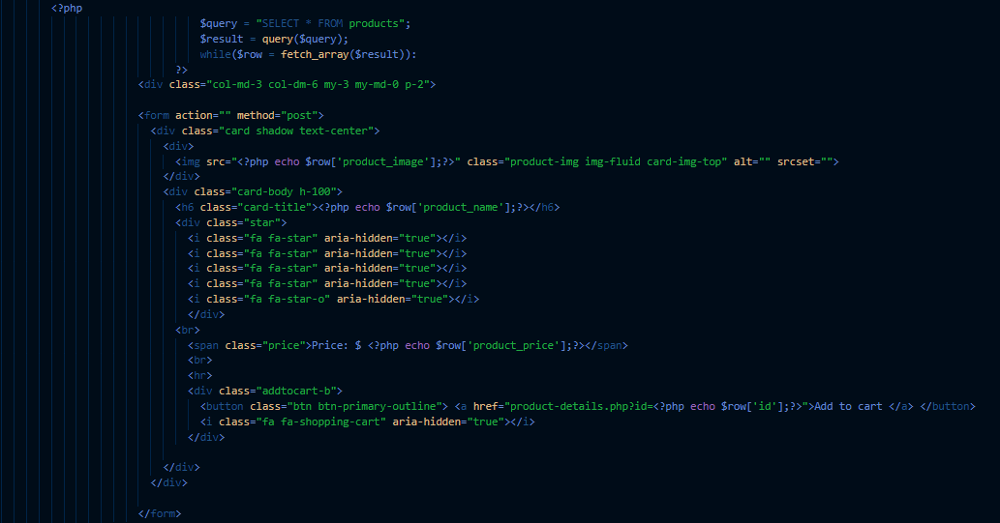 <?php
$query = "SELECT * FROM products";
$result = query($query);
while($row = fetch_array($result)):
?>
<div class="col-md-3 col-dm-6 my-3 my-md-0 p-2">
<form action="" method="post">
<div class="card shadow text-center">
<div>
<img src="<?php echo $row['product_image'];?>" class="product-img img-fluid card-img-top" alt="" srcset="">
</div>
<div class="card-body h-100">
<h6 class="card-title"><?php echo $row['product_name'];?></h6>
<div class="star">
<i class="fa fa-star" aria-hidden="true"></i>
<i class="fa fa-star" aria-hidden="true"></i>
<i class="fa fa-star" aria-hidden="true"></i>
<i class="fa fa-star" aria-hidden="true"></i>
<i class="fa fa-star-o" aria-hidden="true"></i>
</div>
<br>
<span class="price">Price: $ <?php echo $row['product_price'];?></span>
<br>
<hr>
<div class="addtocart-b">
<button class="btn btn-primary-outline"> <a href="product-details.php?id=<?php echo $row['id'];?>">Add to cart </a> </button>
<i class="fa fa-shopping-cart" aria-hidden="true"></i>
</div>
</div>
</div>
</form>